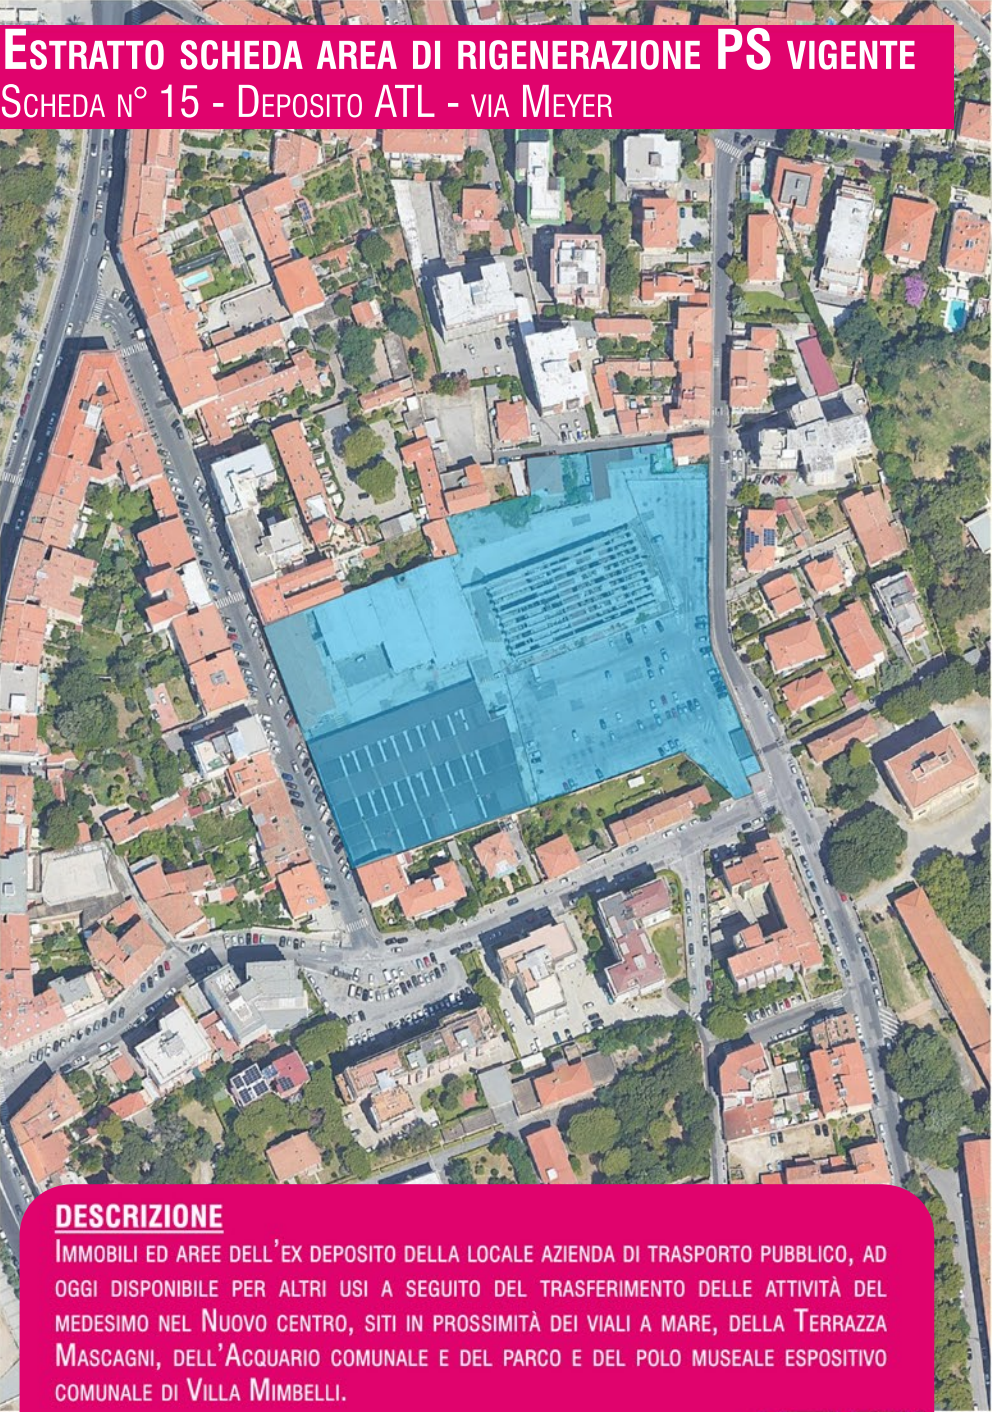 Estratto scheda area di rigenerazione PS vigente
Scheda n° 15 - Deposito ATL - via Meyer
DESCRIZIONE
Immobili ed aree dell'ex deposito della locale azienda di trasporto pubblico, ad
oggi disponibile per altri usi a seguito del trasferimento delle attività del
medesimo nel Nuovo centro, siti in prossimità dei viali a mare, della Terrazza
Mascagni, dell'Acquario comunale e del parco e del polo museale espositivo
comunale di Villa Mimbelli.